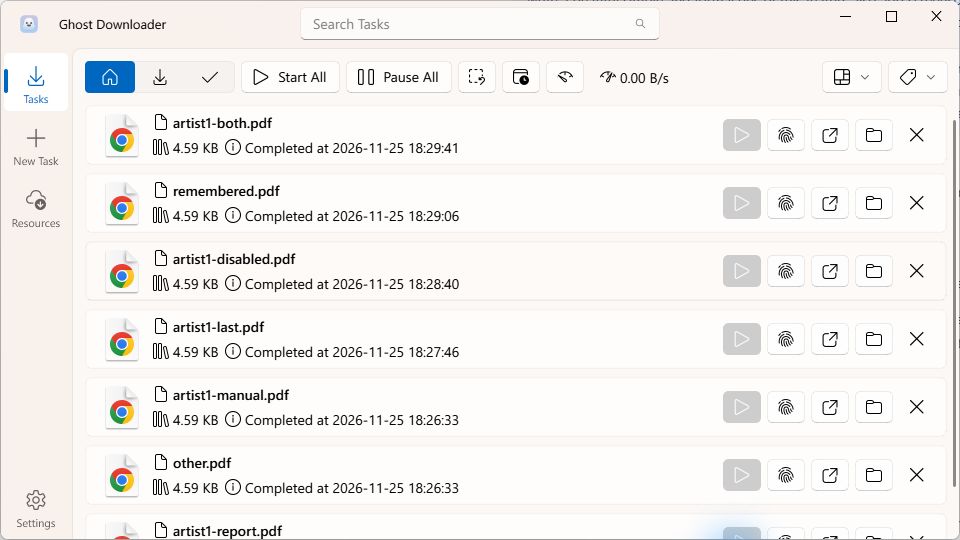 Ghost Downloader
Search Tasks
Tasks
New Task
Resources
Settings
Start All
Pause All
0.00 B/s
artist1-both.pdf
4.59 KB Completed at 2026-11-25 18:29:41
remembered.pdf
4.59 KB Completed at 2026-11-25 18:29:06
artist1-disabled.pdf
4.59 KB Completed at 2026-11-25 18:28:40
artist1-last.pdf
4.59 KB Completed at 2026-11-25 18:27:46
artist1-manual.pdf
4.59 KB Completed at 2026-11-25 18:26:33
other.pdf
4.59 KB Completed at 2026-11-25 18:26:33
artist1-report.pdf